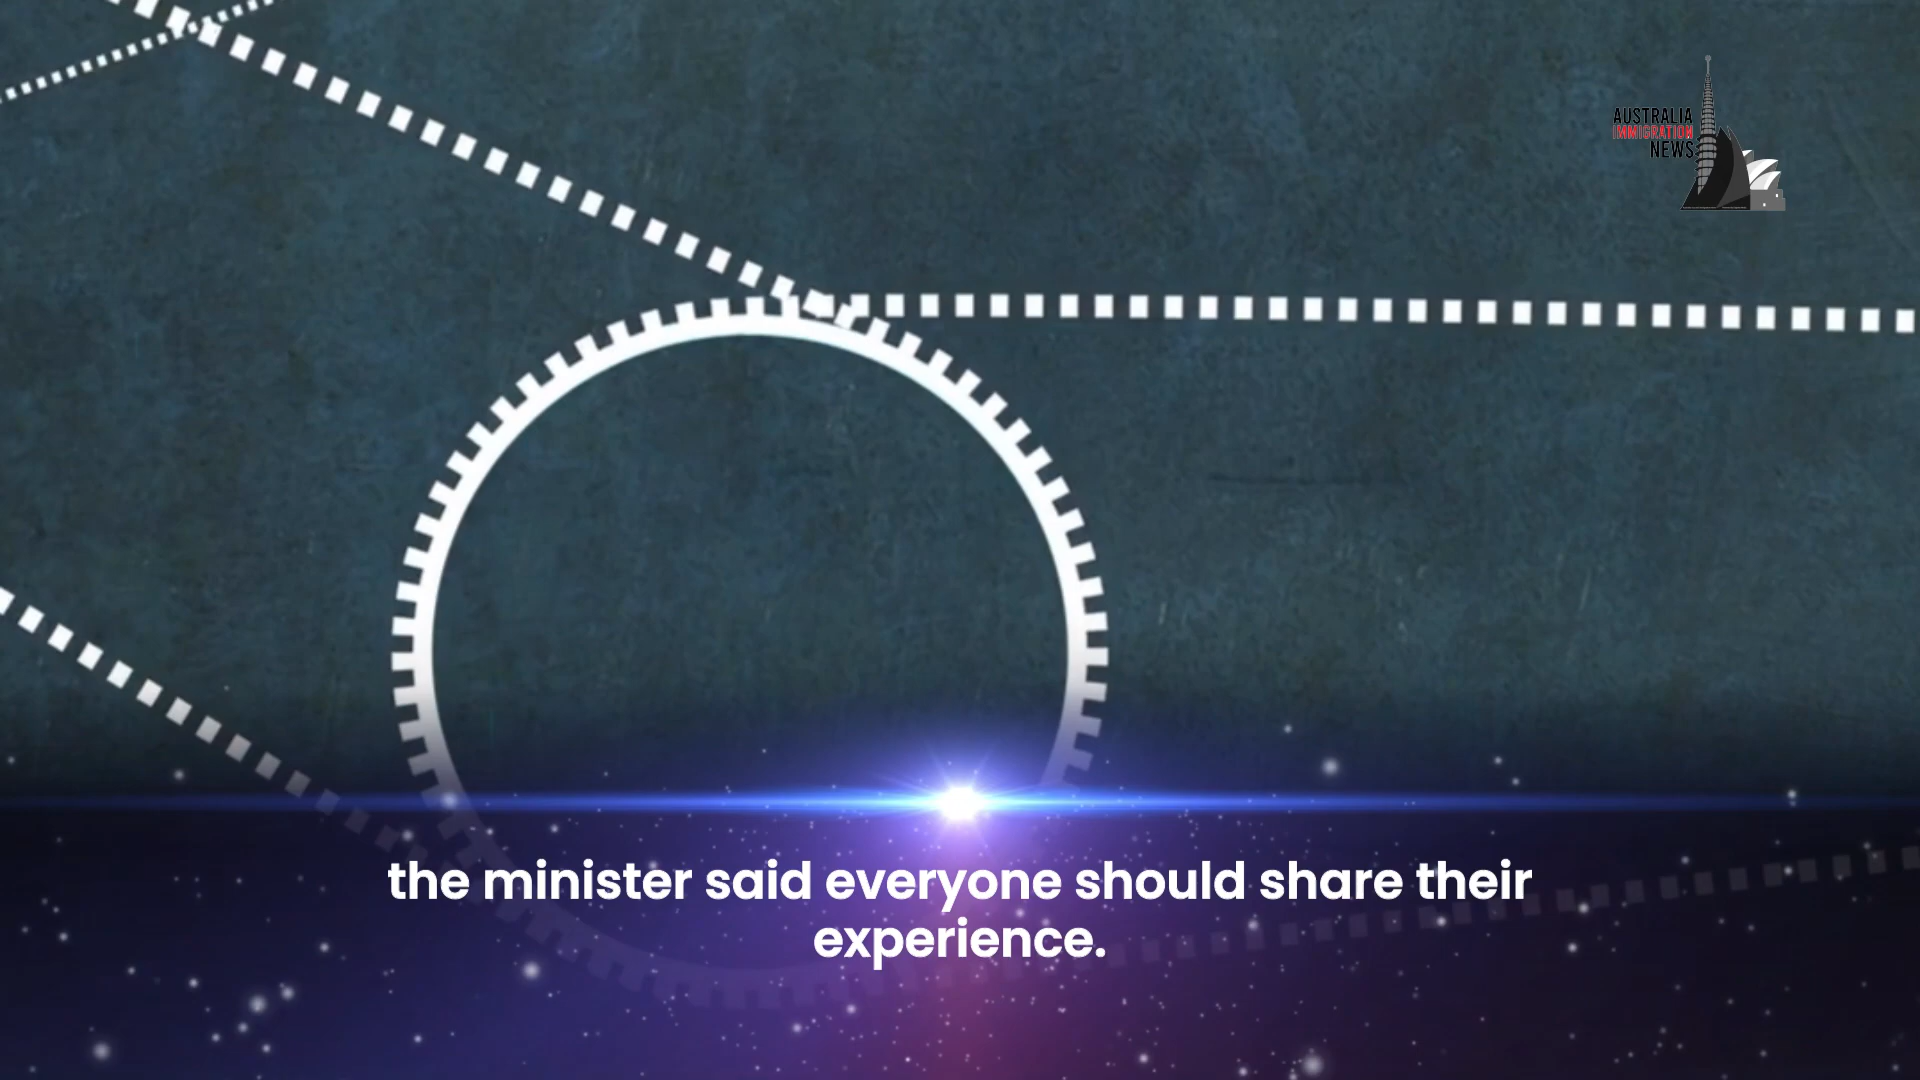 AUSTRALIA
IMMIGRATION
NEWS
the minister said everyone should share their
experience.